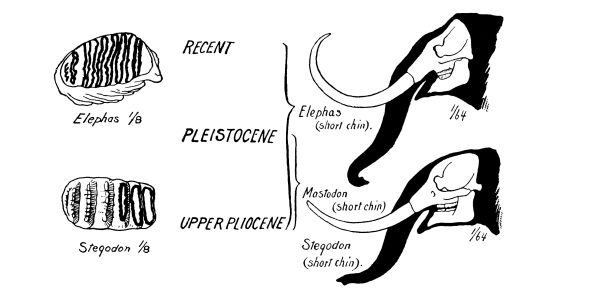 RECENT
Elephas 1/8
Elephas
(short chin).
1/64
PLEISTOCENE
Mastodon
(short chin)
UPPER PLIOCENE
Stegodon 1/8
Stegodon
(short chin).
1/64